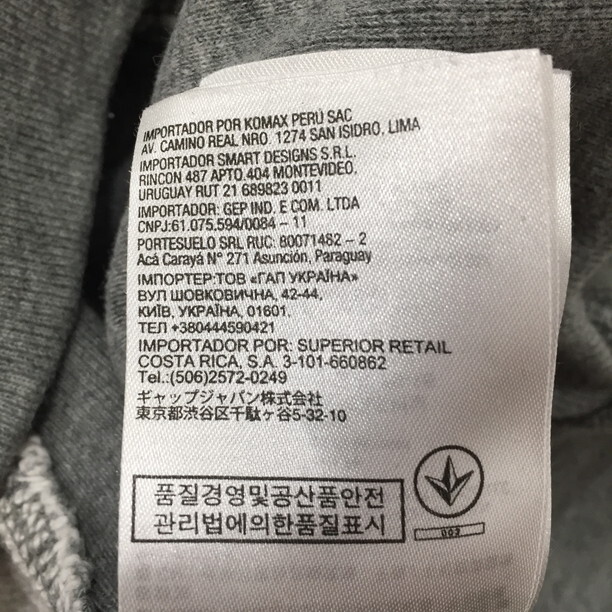 IMPORTADOR POR KOMAX PERÚ SAC
AV. CAMINO REAL NRO. 1274 SAN ISIDRO, LIMA
IMPORTADOR SMART DESIGNS S.R.L.
RINCON 487 APTO.404 MONTEVIDEO,
URUGUAY RUT 21 689823 0011
IMPORTADOR: GEP IND. E COM. LTDA
CNPJ:61.075.594/0084 – 11
PORTESUELO SRL RUC: 80071482 – 2
Acá Carayá N° 271 Asunción, Paraguay
ІМПОРТЕР:ТОВ «ГАП УКРАЇНА»
ВУЛ ШОВКОВИЧНА, 42-44,
КИЇВ, УКРАЇНА, 01601.
ТЕЛ +380444590421
IMPORTADOR POR: SUPERIOR RETAIL
COSTA RICA, S.A. 3-101-660862
Tel.:(506)2572-0249
ギャップジャパン株式会社
東京都渋谷区千駄ヶ谷5-32-10
품질경영및공산품안전
관리법에의한품질표시
003